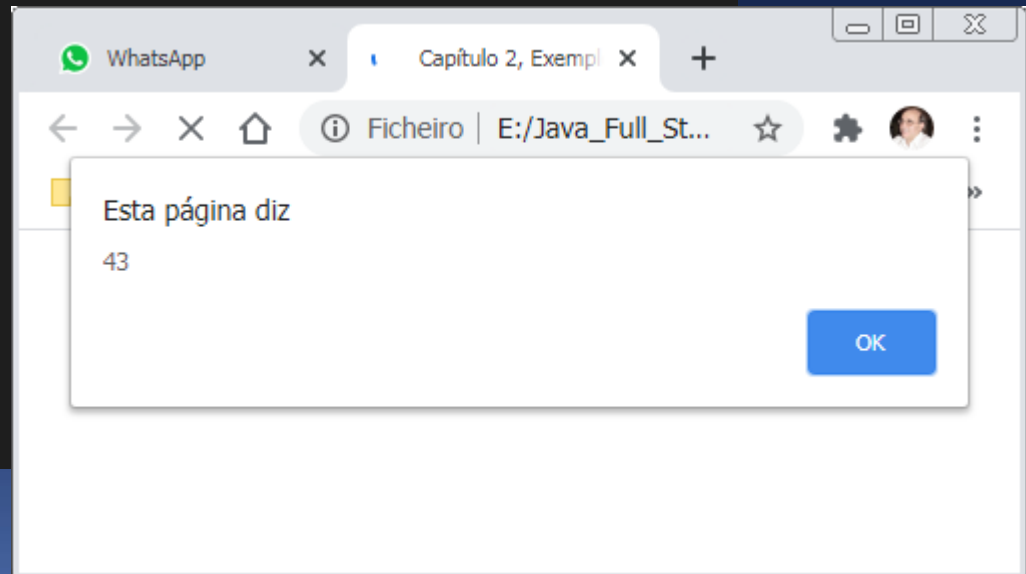 WhatsApp
Capítulo 2, Exempl
Ficheiro E:/Java_Full_St...
Esta página diz
43
OK